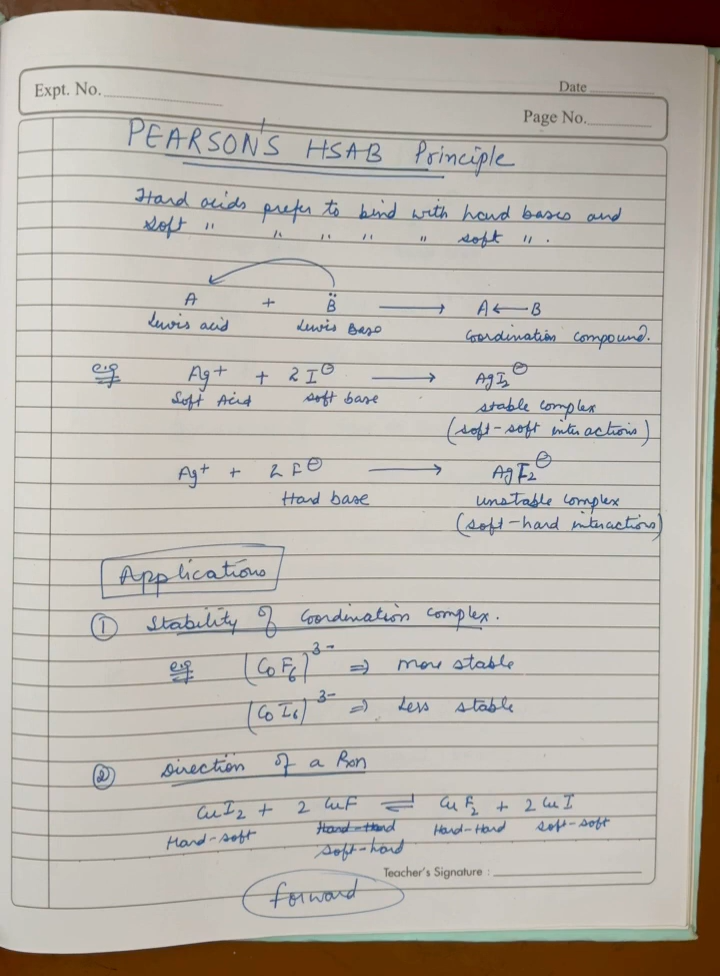 Expt. No.
Date
Page No.
PEARSON'S HSAB Principle
Hard acids prefer to bind with hard bases and
soft " " " " " soft ".
A + B̈ ⟶ A ⟵ B
Lewis acid Lewis Base Coordination compound.
e.g Ag+ + 2 I⊖ ⟶ AgI₂⊖
Soft Acid soft base stable complex
(soft-soft interactions)
Ag+ + 2 F⊖ ⟶ AgF₂⊖
Hard base unstable complex
(soft-hard interactions)
Applications
① Stability of coordination complex.
e.g [CoF₆]³⁻ ⇒ more stable
[CoI₆]³⁻ ⇒ Less stable
② Direction of a Rxn
CuI₂ + 2 CuF ⇌ CuF₂ + 2 CuI
Hard-soft Hard-Hard Hard-Hard soft-soft
soft-hard
Teacher's Signature :
forward